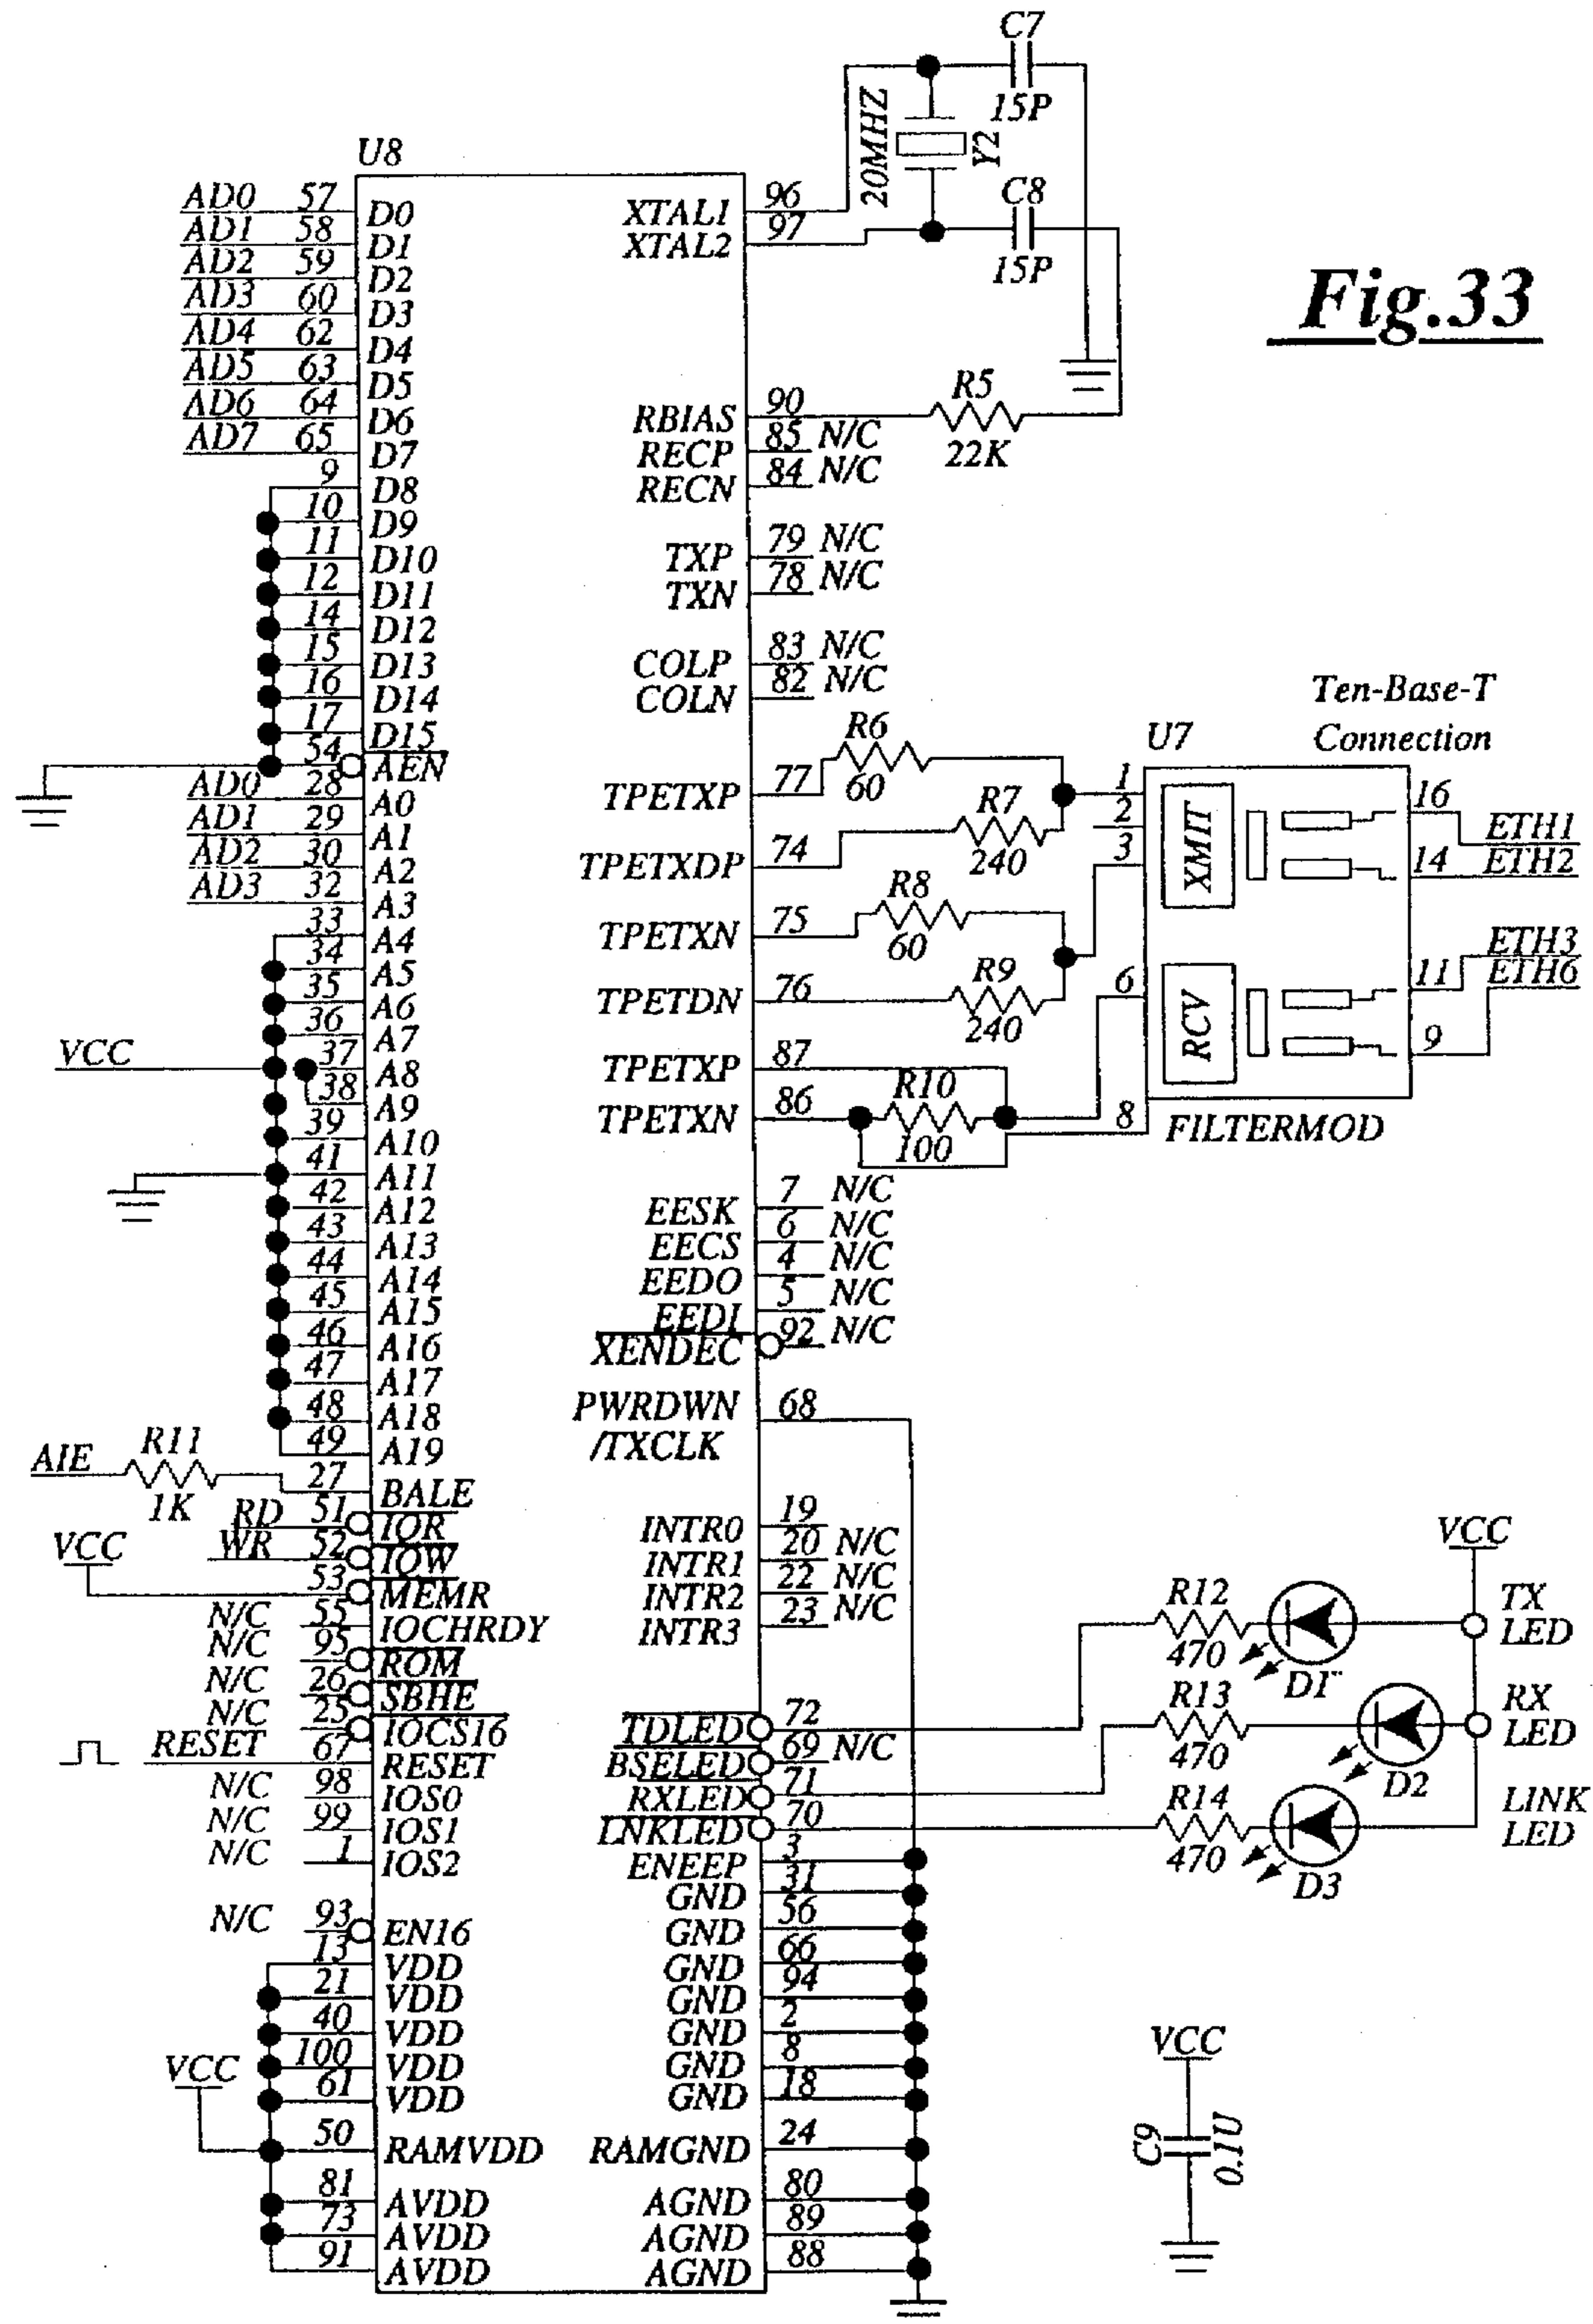 Fig.33
C7
15P
20MHZ
Y2
C8
15P
U8
AD0 57 D0
AD1 58 D1
AD2 59 D2
AD3 60 D3
AD4 62 D4
AD5 63 D5
AD6 64 D6
AD7 65 D7
9 D8
10 D9
11 D10
12 D11
14 D12
15 D13
16 D14
17 D15
54 AEN
AD0 28 A0
AD1 29 A1
AD2 30 A2
AD3 32 A3
33 A4
34 A5
35 A6
36 A7
VCC 37 A8
38 A9
39 A10
41 A11
42 A12
43 A13
44 A14
45 A15
46 A16
47 A17
48 A18
49 A19
AIE R11 1K 27 BALE
RD 51 IOR
WR 52 IOW
VCC 53 MEMR
N/C 55 IOCHRDY
N/C 95 ROM
N/C 26 SBHE
N/C 25 IOCS16
RESET 67 RESET
N/C 98 IOS0
N/C 99 IOS1
N/C 1 IOS2
N/C 93 EN16
13 VDD
21 VDD
40 VDD
100 VDD
61 VDD
VCC
50 RAMVDD
81 AVDD
73 AVDD
91 AVDD
XTAL1 96
XTAL2 97
RBIAS 90 R5 22K
RECP 85 N/C
RECN 84 N/C
TXP 79 N/C
TXN 78 N/C
COLP 83 N/C
COLN 82 N/C
TPETXP 77 R6 60
TPETXDP 74 R7 240
TPETXN 75 R8 60
TPETDN 76 R9 240
TPETXP 87
TPETXN 86 R10 100
EESK 7 N/C
EECS 6 N/C
EEDO 4 N/C
EEDI 5 N/C
XENDEC 92 N/C
PWRDWN 68
/TXCLK
INTR0 19
INTR1 20 N/C
INTR2 22 N/C
INTR3 23 N/C
TDLED 72
BSELED 69 N/C
RXLED 71
LNKLED 70
ENEEP 3
GND 31
GND 56
GND 66
GND 94
GND 2
GND 8
GND 18
RAMGND 24
AGND 80
AGND 89
AGND 88
Ten-Base-T
Connection
U7
1
2
3
6
8
XMIT
RCV
16 ETH1
14 ETH2
11 ETH3
9 ETH6
FILTERMOD
VCC
R12 470 D1 TX
LED
R13 470 D2 RX
LED
R14 470 D3 LINK
LED
VCC
C9
0.1U